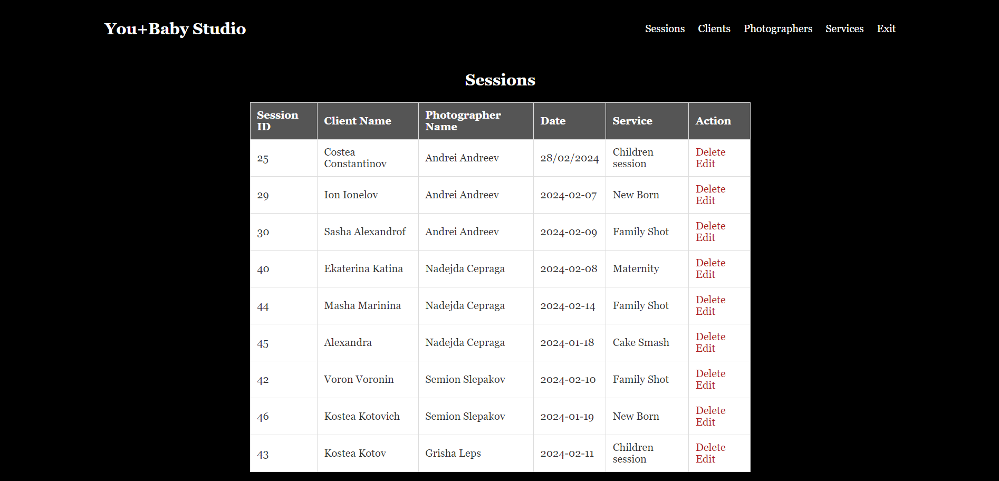 You+Baby Studio
Sessions Clients Photographers Services Exit
Sessions
Session ID Client Name Photographer Name Date Service Action
25 Costea Constantinov Andrei Andreev 28/02/2024 Children session Delete Edit
29 Ion Ionelov Andrei Andreev 2024-02-07 New Born Delete Edit
30 Sasha Alexandrof Andrei Andreev 2024-02-09 Family Shot Delete Edit
40 Ekaterina Katina Nadejda Cepraga 2024-02-08 Maternity Delete Edit
44 Masha Marinina Nadejda Cepraga 2024-02-14 Family Shot Delete Edit
45 Alexandra Nadejda Cepraga 2024-01-18 Cake Smash Delete Edit
42 Voron Voronin Semion Slepakov 2024-02-10 Family Shot Delete Edit
46 Kostea Kotovich Semion Slepakov 2024-01-19 New Born Delete Edit
43 Kostea Kotov Grisha Leps 2024-02-11 Children session Delete Edit